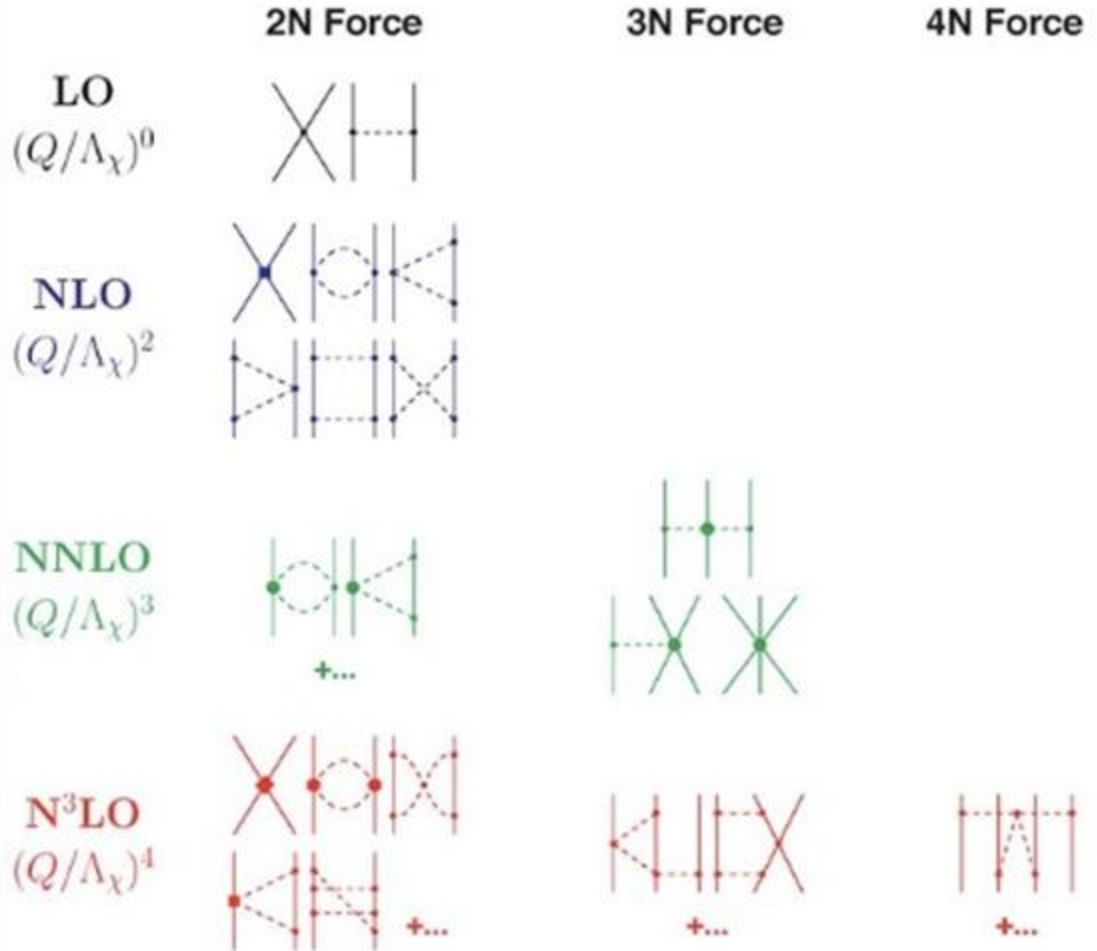 2N Force 3N Force 4N Force
LO
(Q/Λχ)⁰
NLO
(Q/Λχ)²
NNLO
(Q/Λχ)³
+...
N³LO
(Q/Λχ)⁴
+... +... +...